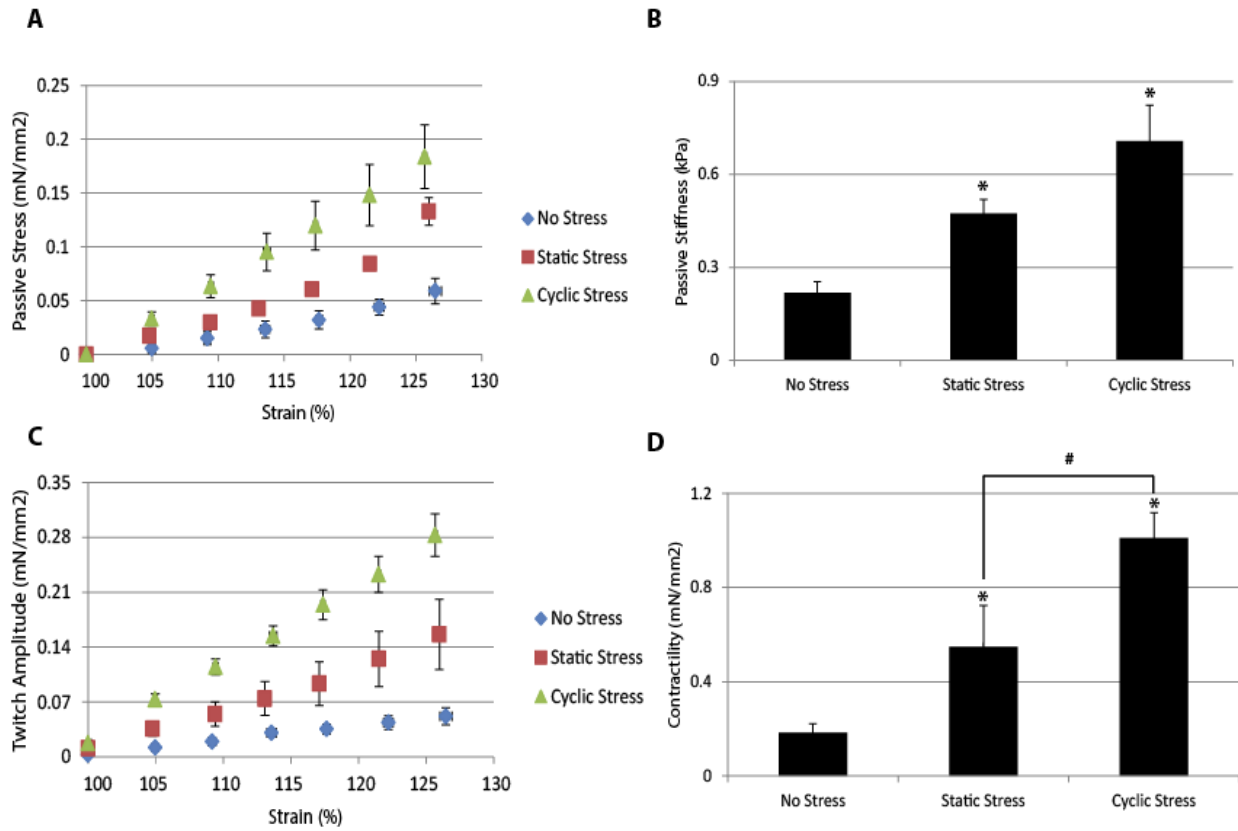 A
Passive Stress (mN/mm2)
0.25
0.2
0.15
0.1
0.05
0
100 105 110 115 120 125 130
Strain (%)
No Stress
Static Stress
Cyclic Stress
B
Passive Stiffness (kPa)
0.9
0.6
0.3
0
*
*
No Stress Static Stress Cyclic Stress
C
Twitch Amplitude (mN/mm2)
0.35
0.28
0.21
0.14
0.07
0
100 105 110 115 120 125 130
Strain (%)
No Stress
Static Stress
Cyclic Stress
D
Contractility (mN/mm2)
1.2
0.8
0.4
0
#
*
*
No Stress Static Stress Cyclic Stress